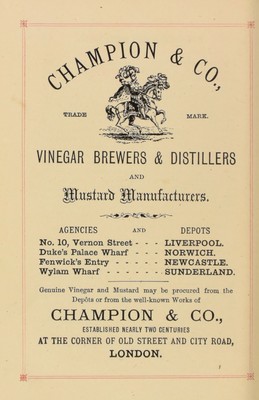 CHAMPION & CO.,
TRADE MARK.
VINEGAR BREWERS & DISTILLERS
AND
Mustard Manufacturers.
AGENCIES AND DEPOTS
No. 10, Vernon Street - - - LIVERPOOL.
Duke's Palace Wharf - - - NORWICH.
Fenwick's Entry - - - - - NEWCASTLE.
Wylam Wharf - - - - - - SUNDERLAND.
Genuine Vinegar and Mustard may be procured from the
Depôts or from the well-known Works of
CHAMPION & CO.,
ESTABLISHED NEARLY TWO CENTURIES
AT THE CORNER OF OLD STREET AND CITY ROAD,
LONDON.